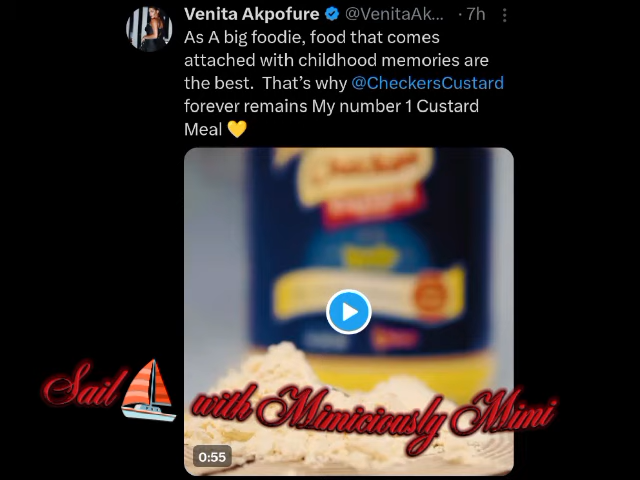 Venita Akpofure @VenitaAk... · 7h
As A big foodie, food that comes
attached with childhood memories are
the best. That's why @CheckersCustard
forever remains My number 1 Custard
Meal 💛
Sail with Mimiciously Mimi
0:55